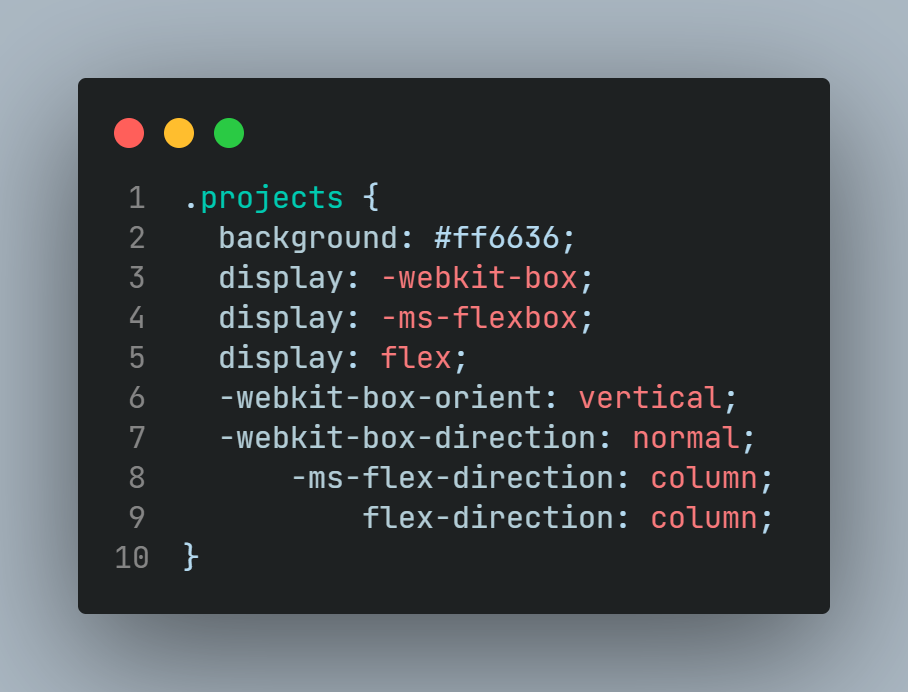 1 .projects {
2   background: #ff6636;
3   display: -webkit-box;
4   display: -ms-flexbox;
5   display: flex;
6   -webkit-box-orient: vertical;
7   -webkit-box-direction: normal;
8       -ms-flex-direction: column;
9           flex-direction: column;
10 }